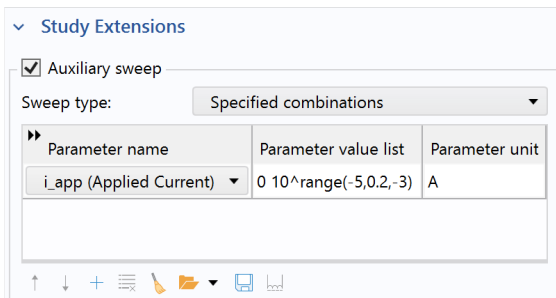 Study Extensions
Auxiliary sweep
Sweep type: Specified combinations
Parameter name Parameter value list Parameter unit
i_app (Applied Current) 0 10^range(-5,0.2,-3) A